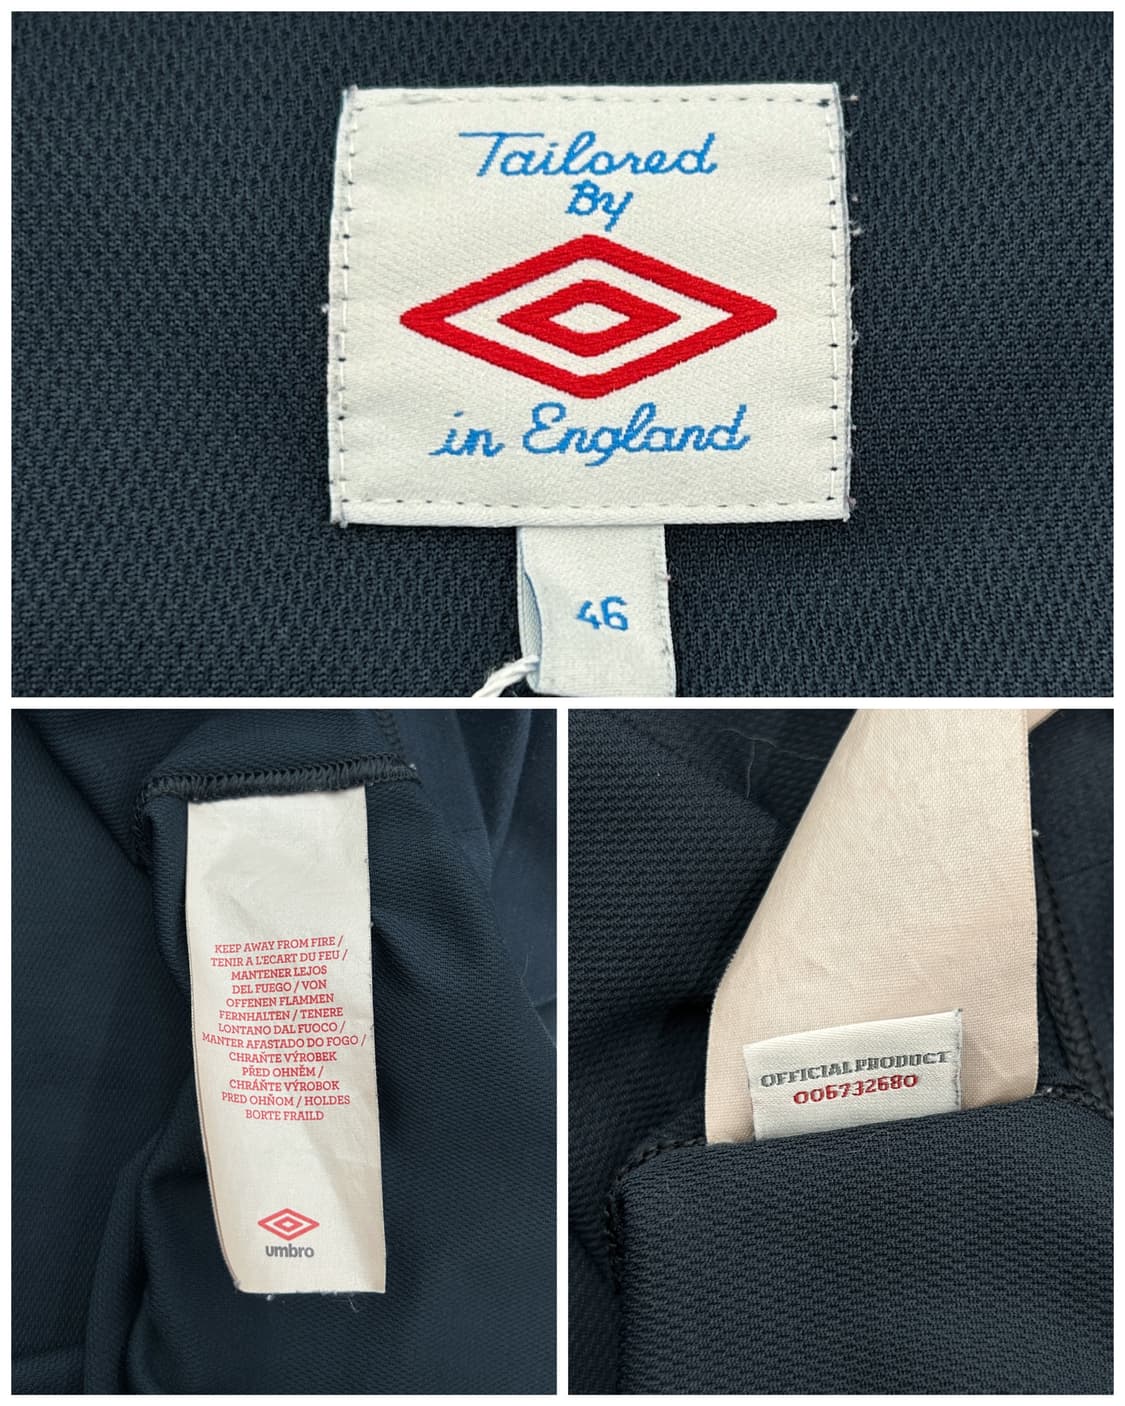 Tailored
By
in England
46
KEEP AWAY FROM FIRE /
TENIR A L'ECART DU FEU /
MANTENER LEJOS
DEL FUEGO / VON
OFFENEN FLAMMEN
FERNHALTEN / TENERE
LONTANO DAL FUOCO /
MANTER AFASTADO DO FOGO /
CHRAŇTE VÝROBEK
PŘED OHNĚM /
CHRÁŇTE VÝROBOK
PRED OHŇOM / HOLDES
BORTE FRAILD
umbro
OFFICIAL PRODUCT
006732680